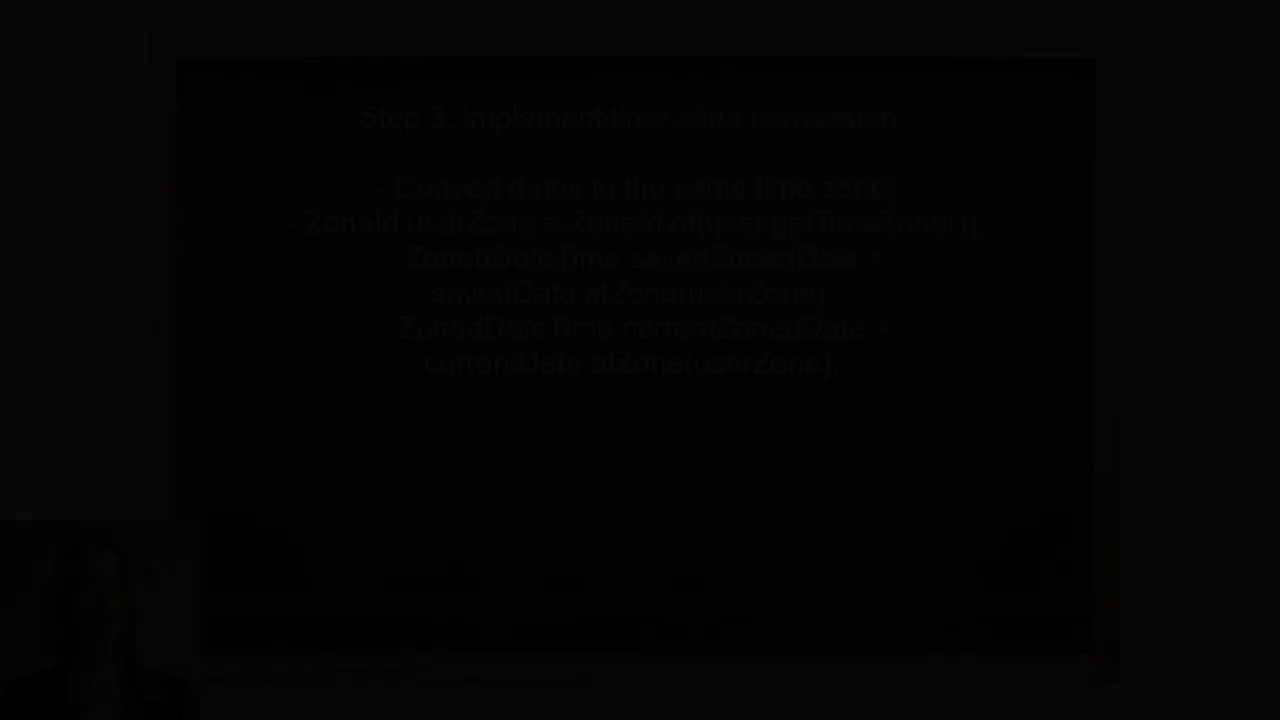 Step 3. Implement time zone conversion
- Convert dates to the same time zone
- ZoneId userZone = ZoneId.of(user.getTimeZone());
- ZonedDateTime savedZonedDate =
savedDate.atZone(userZone);
ZonedDateTime currentZonedDate =
currentDate.atZone(userZone);